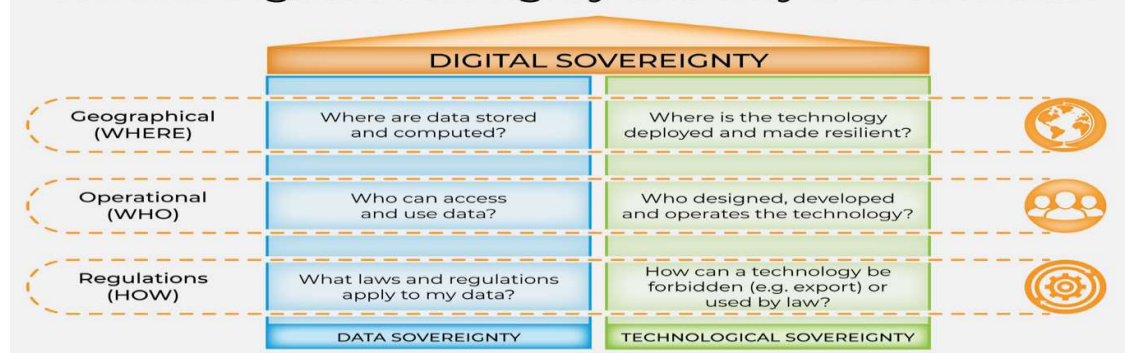 DIGITAL SOVEREIGNTY
Geographical
(WHERE)
Where are data stored
and computed?
Where is the technology
deployed and made resilient?
Operational
(WHO)
Who can access
and use data?
Who designed, developed
and operates the technology?
Regulations
(HOW)
What laws and regulations
apply to my data?
How can a technology be
forbidden (e.g. export) or
used by law?
DATA SOVEREIGNTY
TECHNOLOGICAL SOVEREIGNTY